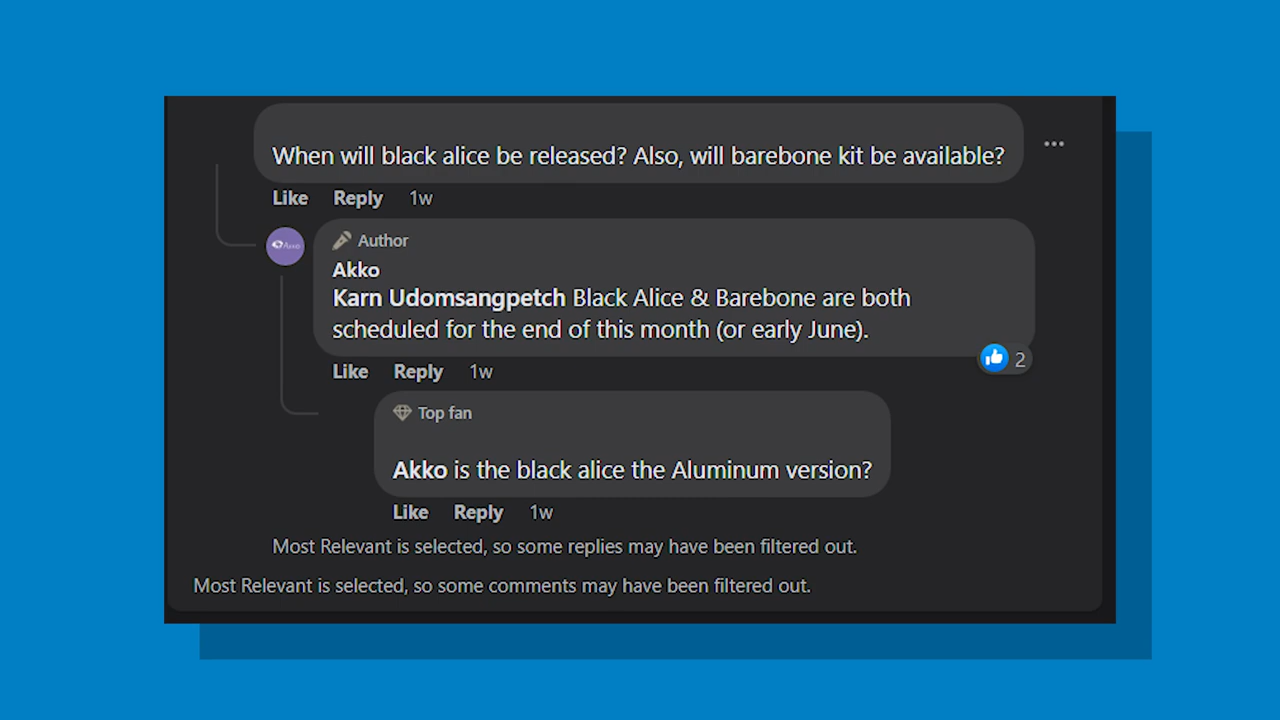 When will black alice be released? Also, will barebone kit be available?
Like Reply 1w
Author
Akko
Karn Udomsangpetch Black Alice & Barebone are both
scheduled for the end of this month (or early June).
2
Like Reply 1w
Top fan
Akko is the black alice the Aluminum version?
Like Reply 1w
Most Relevant is selected, so some replies may have been filtered out.
Most Relevant is selected, so some comments may have been filtered out.